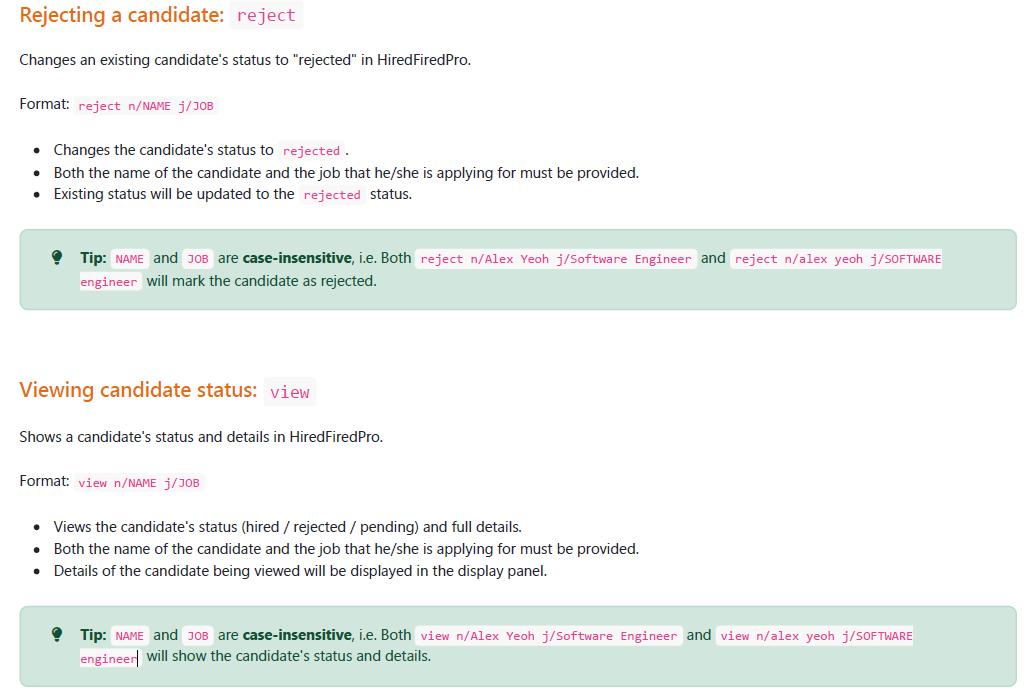 Rejecting a candidate: reject
Changes an existing candidate's status to "rejected" in HiredFiredPro.
Format: reject n/NAME j/JOB
Changes the candidate's status to rejected .
Both the name of the candidate and the job that he/she is applying for must be provided.
Existing status will be updated to the rejected status.
Tip: NAME and JOB are case-insensitive, i.e. Both reject n/Alex Yeoh j/Software Engineer and reject n/alex yeoh j/SOFTWARE
engineer will mark the candidate as rejected.
Viewing candidate status: view
Shows a candidate's status and details in HiredFiredPro.
Format: view n/NAME j/JOB
Views the candidate's status (hired / rejected / pending) and full details.
Both the name of the candidate and the job that he/she is applying for must be provided.
Details of the candidate being viewed will be displayed in the display panel.
Tip: NAME and JOB are case-insensitive, i.e. Both view n/Alex Yeoh j/Software Engineer and view n/alex yeoh j/SOFTWARE
engineer will show the candidate's status and details.